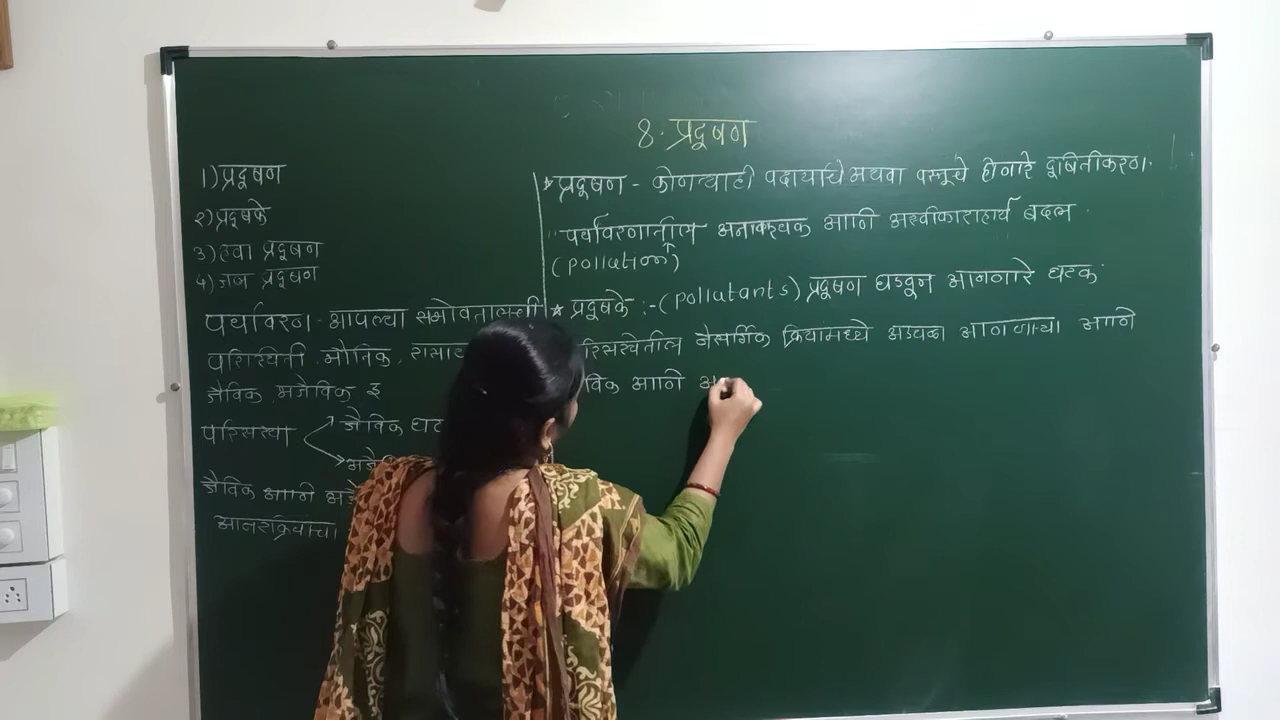 8. प्रदूषण
1) प्रदूषण
२) प्रदूषके
3) हवा प्रदूषण
4) जल प्रदूषण
पर्यावरण - आपल्या सभोवतालची
परिस्थिती भौतिक, रासाय
जैविक अजैविक इ
परिसंस्था
जैविक घट
अजै
जैविक आणि अजै
आंतरक्रियांचा
* प्रदूषण - कोणत्याही पदार्थाचे अथवा वस्तूचे होणारे दूषितीकरण.
पर्यावरणातील अनावश्यक आणि अस्वीकारार्हार्य बदल.
(pollution)
* प्रदूषके :- (pollutants) प्रदूषण घडवून आणणारे घटक
रिसंस्थेतील नैसर्गिक क्रियामध्ये अडथळा आणणाऱ्या आणि
विक आणि अ